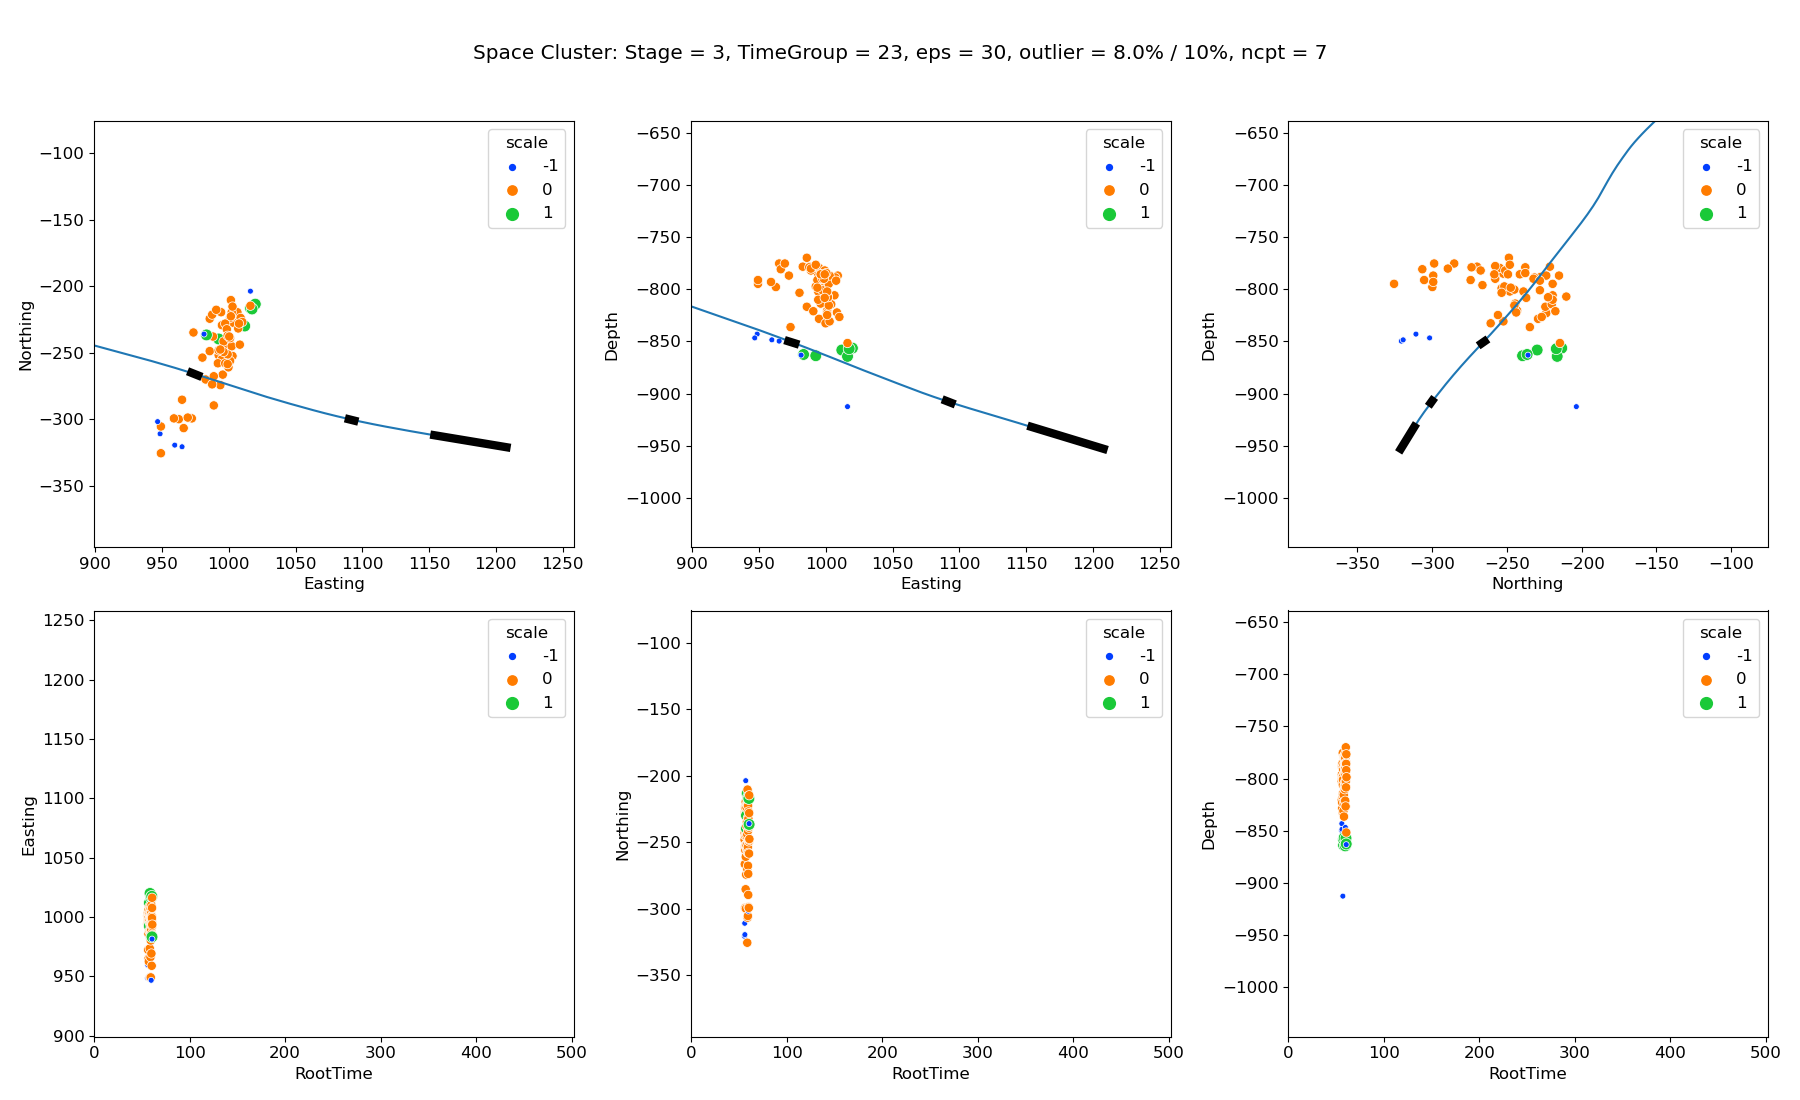 Space Cluster: Stage = 3, TimeGroup = 23, eps = 30, outlier = 8.0% / 10%, ncpt = 7
scale
-1
0
1
−100
−150
−200
−250
−300
−350
Northing
900 950 1000 1050 1100 1150 1200 1250
Easting
scale
-1
0
1
−650
−700
−750
−800
−850
−900
−950
−1000
Depth
900 950 1000 1050 1100 1150 1200 1250
Easting
scale
-1
0
1
−650
−700
−750
−800
−850
−900
−950
−1000
Depth
−350 −300 −250 −200 −150 −100
Northing
scale
-1
0
1
1250
1200
1150
1100
1050
1000
950
900
Easting
0 100 200 300 400 500
RootTime
scale
-1
0
1
−100
−150
−200
−250
−300
−350
Northing
0 100 200 300 400 500
RootTime
scale
-1
0
1
−650
−700
−750
−800
−850
−900
−950
−1000
Depth
0 100 200 300 400 500
RootTime